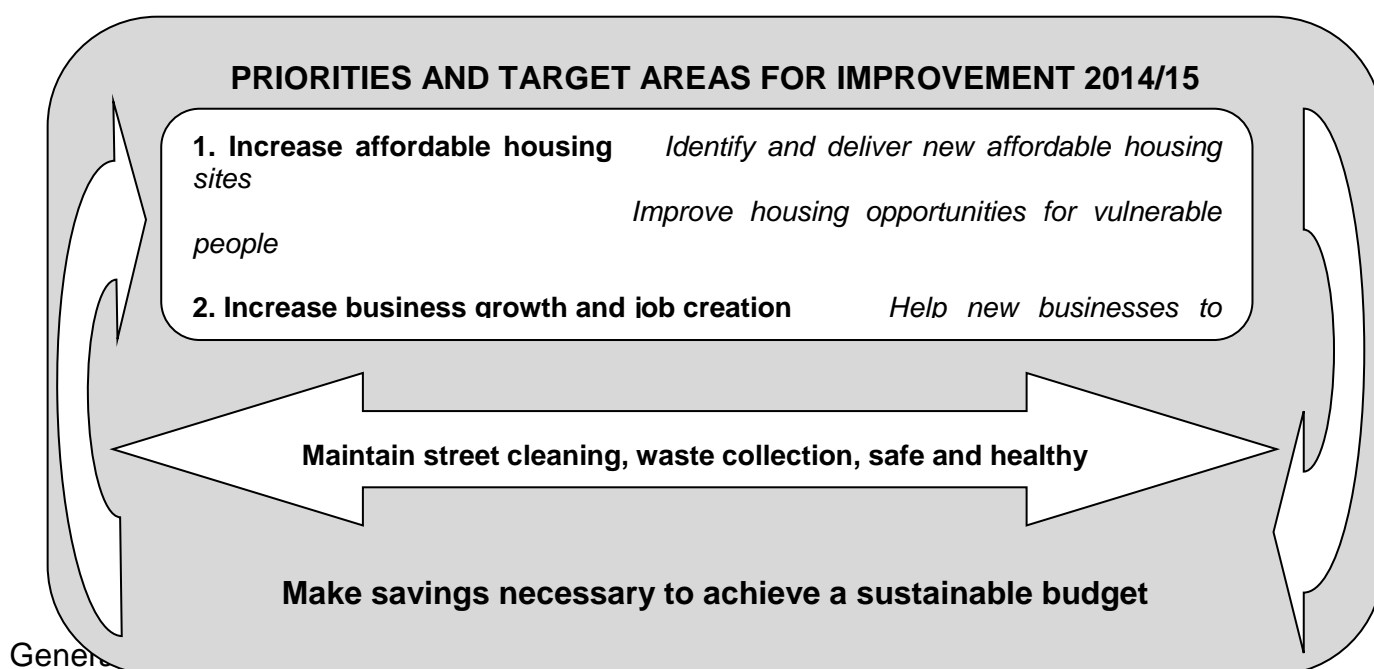 PRIORITIES AND TARGET AREAS FOR IMPROVEMENT 2014/15
1. Increase affordable housing Identify and deliver new affordable housing
sites
Improve housing opportunities for vulnerable
people
2. Increase business growth and job creation Help new businesses to
Maintain street cleaning, waste collection, safe and healthy
Make savings necessary to achieve a sustainable budget